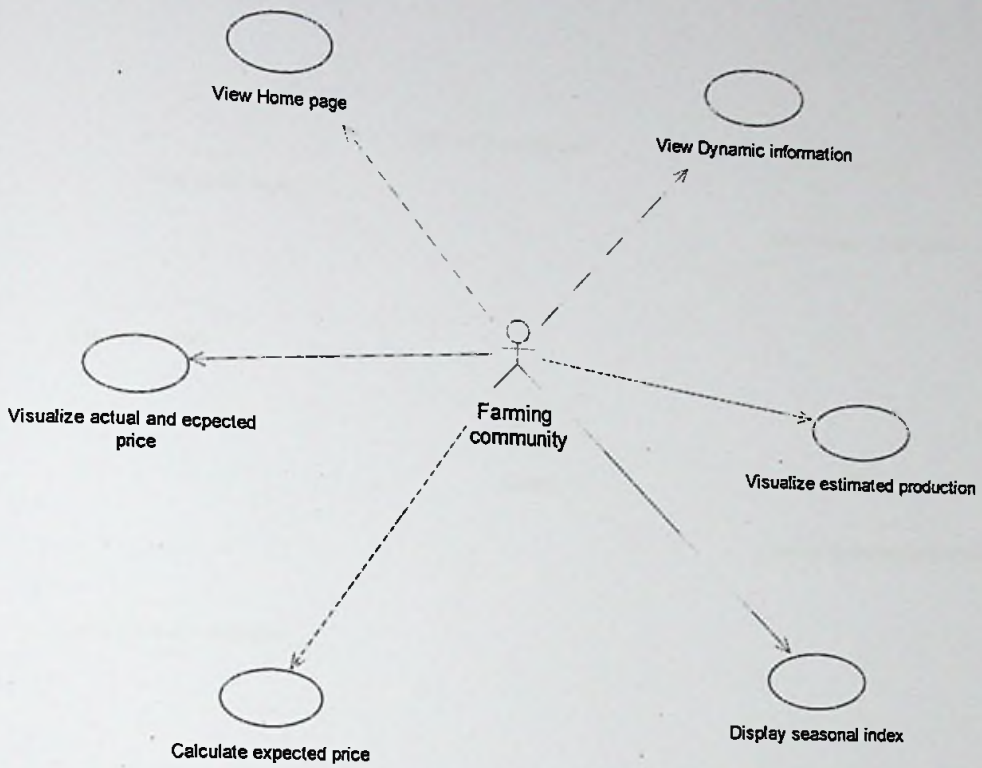 View Home page
View Dynamic information
Visualize actual and ecpected
price
Farming
community
Visualize estimated production
Calculate expected price
Display seasonal index